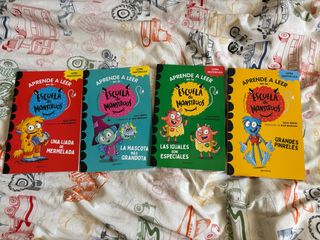 APRENDE A LEER
EN LA
ESCUELA
DE
MONSTRUOS
UNA LIADA
DE
MERMELADA
APRENDE A LEER
EN LA
ESCUELA
DE
MONSTRUOS
LA MASCOTA
MÁS
GRANDOTA
APRENDE A LEER
EN LA
ESCUELA
DE
MONSTRUOS
LAS IGUALES
SON
ESPECIALES
APRENDE A LEER
EN LA
ESCUELA
DE
MONSTRUOS
GRANDES
PINRELES